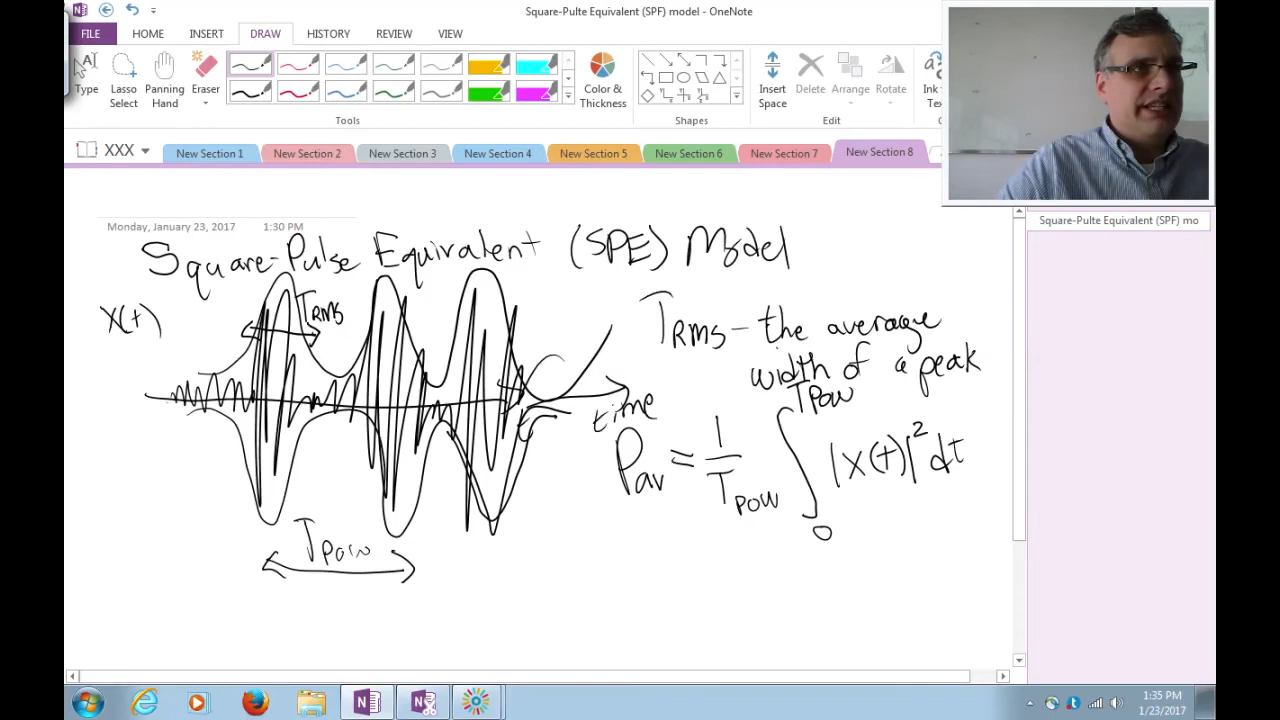 Square-Pulte Equivalent (SPF) model - OneNote
FILE HOME INSERT DRAW HISTORY REVIEW VIEW
Type
Lasso Select
Panning Hand
Eraser
Color & Thickness
Insert Space
Delete
Arrange
Rotate
Ink to Tex
Tools Shapes Edit
XXX New Section 1 New Section 2 New Section 3 New Section 4 New Section 5 New Section 6 New Section 7 New Section 8
Square-Pulte Equivalent (SPF) mo
Monday, January 23, 2017 1:30 PM
Square-Pulse Equivalent (SPE) Model
X(t)
TRMS
TRMS - the average
width of a peak
time
t
Pav = 1/TPOW ∫0^TPOW |X(t)|² dt
TPOW
1:35 PM
1/23/2017